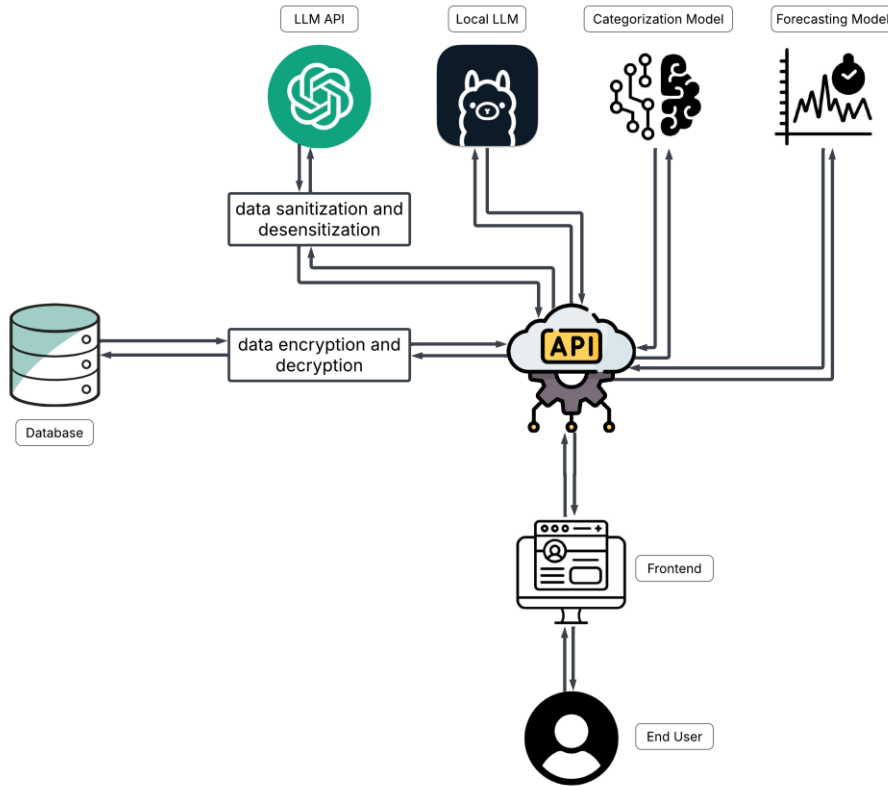 LLM API
Local LLM
Categorization Model
Forecasting Model
data sanitization and
desensitization
data encryption and
decryption
API
Database
Frontend
End User